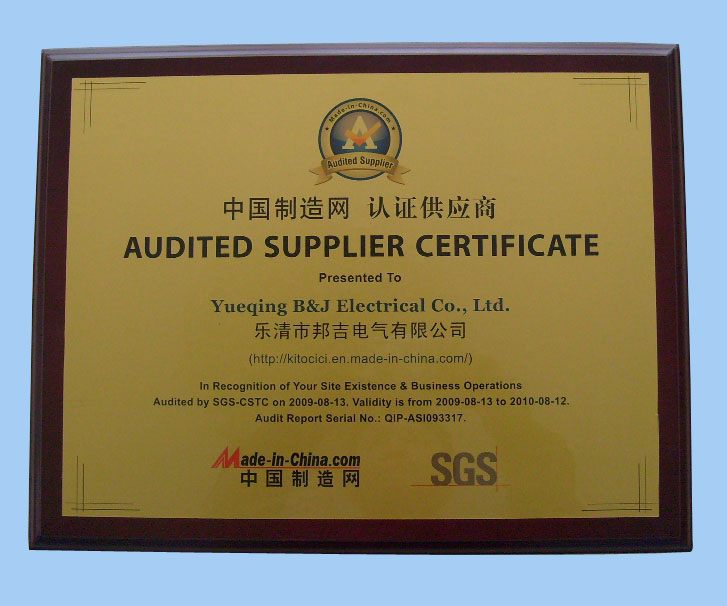 Made-in-China.com
Audited Supplier
中国制造网 认证供应商
AUDITED SUPPLIER CERTIFICATE
Presented To
Yueqing B&J Electrical Co., Ltd.
乐清市邦吉电气有限公司
(http://kitocici.en.made-in-china.com/)
In Recognition of Your Site Existence & Business Operations
Audited by SGS-CSTC on 2009-08-13. Validity is from 2009-08-13 to 2010-08-12.
Audit Report Serial No.: QIP-ASI093317.
Made-in-China.com
中国制造网
SGS